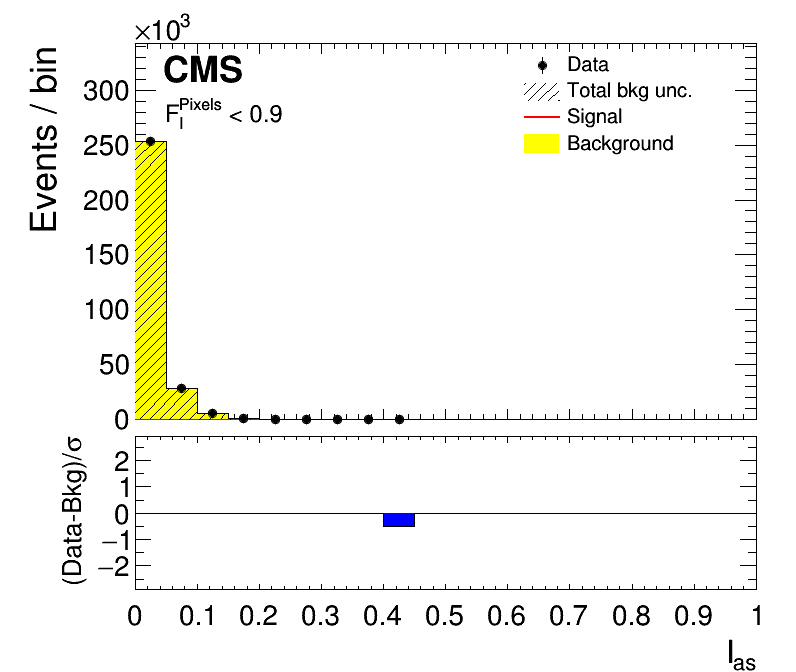 ×10³
Events / bin
CMS
F_I^Pixels < 0.9
Data
Total bkg unc.
Signal
Background
300
250
200
150
100
50
0
(Data-Bkg)/σ
2
1
0
−1
−2
0 0.1 0.2 0.3 0.4 0.5 0.6 0.7 0.8 0.9 1
I_as